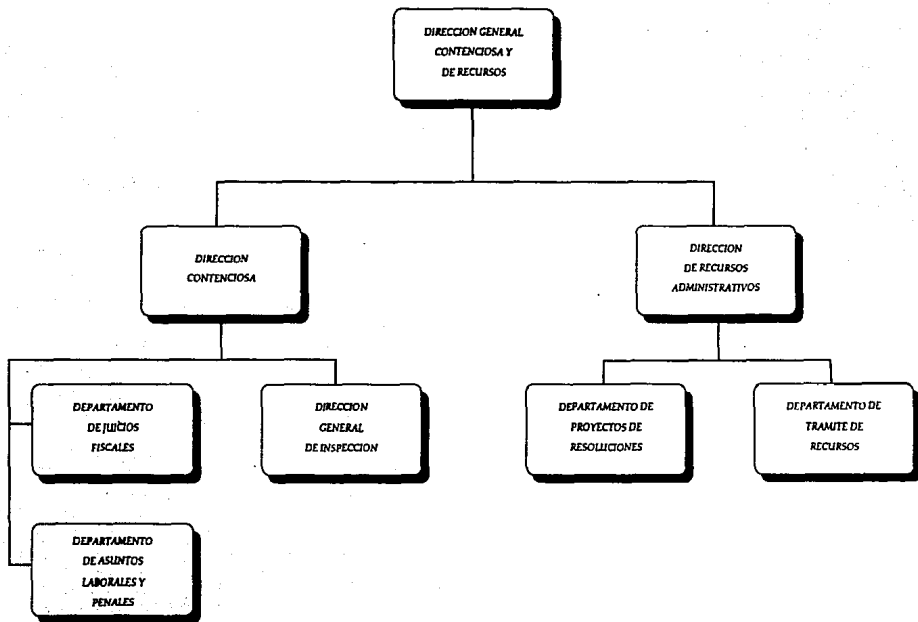 DIRECCION GENERAL
CONTENCIOSA Y
DE RECURSOS
DIRECCION
CONTENCIOSA
DIRECCION
DE RECURSOS
ADMINISTRATIVOS
DEPARTAMENTO
DE JUICIOS
FISCALES
DIRECCION
GENERAL
DE INSPECCION
DEPARTAMENTO DE
PROYECTOS DE
RESOLUCIONES
DEPARTAMENTO DE
TRAMITE DE
RECURSOS
DEPARTAMENTO
DE ASUNTOS
LABORALES Y
PENALES